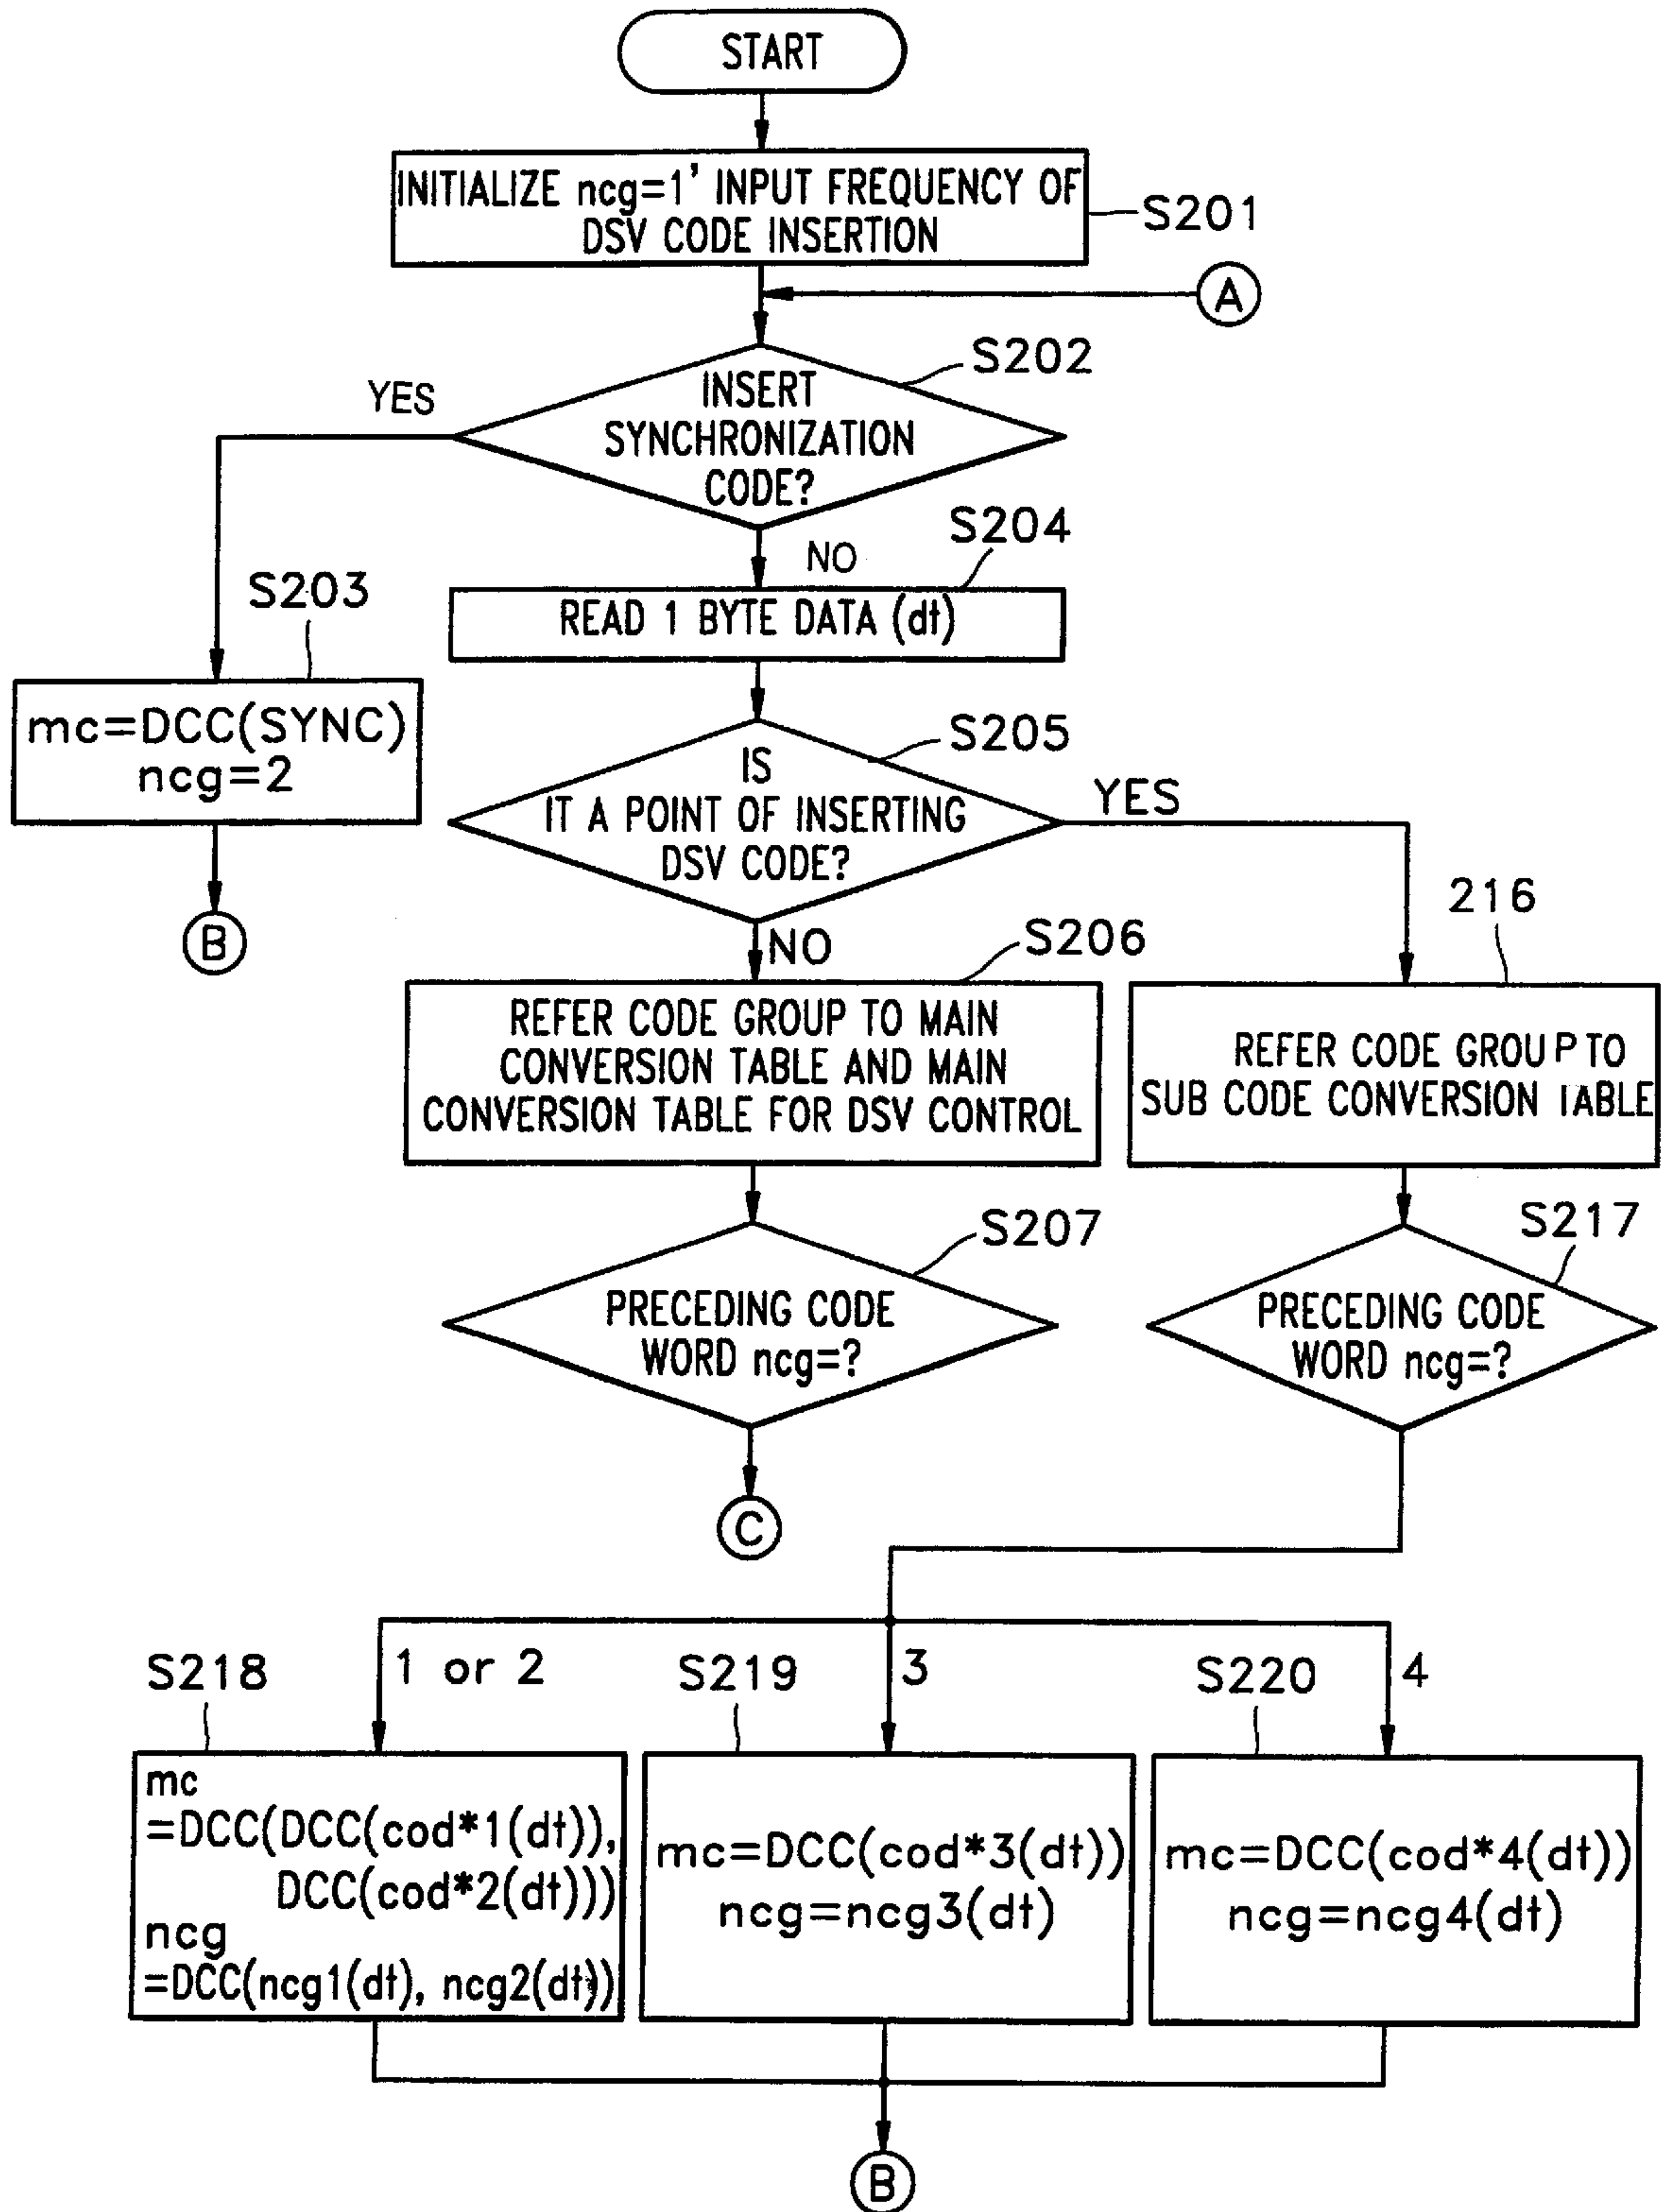 START
INITIALIZE ncg=1' INPUT FREQUENCY OF
DSV CODE INSERTION
S201
A
S202
INSERT
SYNCHRONIZATION
CODE?
YES
NO
S204
READ 1 BYTE DATA (dt)
S203
mc=DCC(SYNC)
ncg=2
B
S205
IS
IT A POINT OF INSERTING
DSV CODE?
YES
NO
S206
REFER CODE GROUP TO MAIN
CONVERSION TABLE AND MAIN
CONVERSION TABLE FOR DSV CONTROL
216
REFER CODE GROUP TO
SUB CODE CONVERSION TABLE
S207
PRECEDING CODE
WORD ncg=?
C
S217
PRECEDING CODE
WORD ncg=?
S218
1 or 2
mc
=DCC(DCC(cod*1(dt)),
DCC(cod*2(dt)))
ncg
=DCC(ncg1(dt), ncg2(dt))
S219
3
mc=DCC(cod*3(dt))
ncg=ncg3(dt)
S220
4
mc=DCC(cod*4(dt))
ncg=ncg4(dt)
B